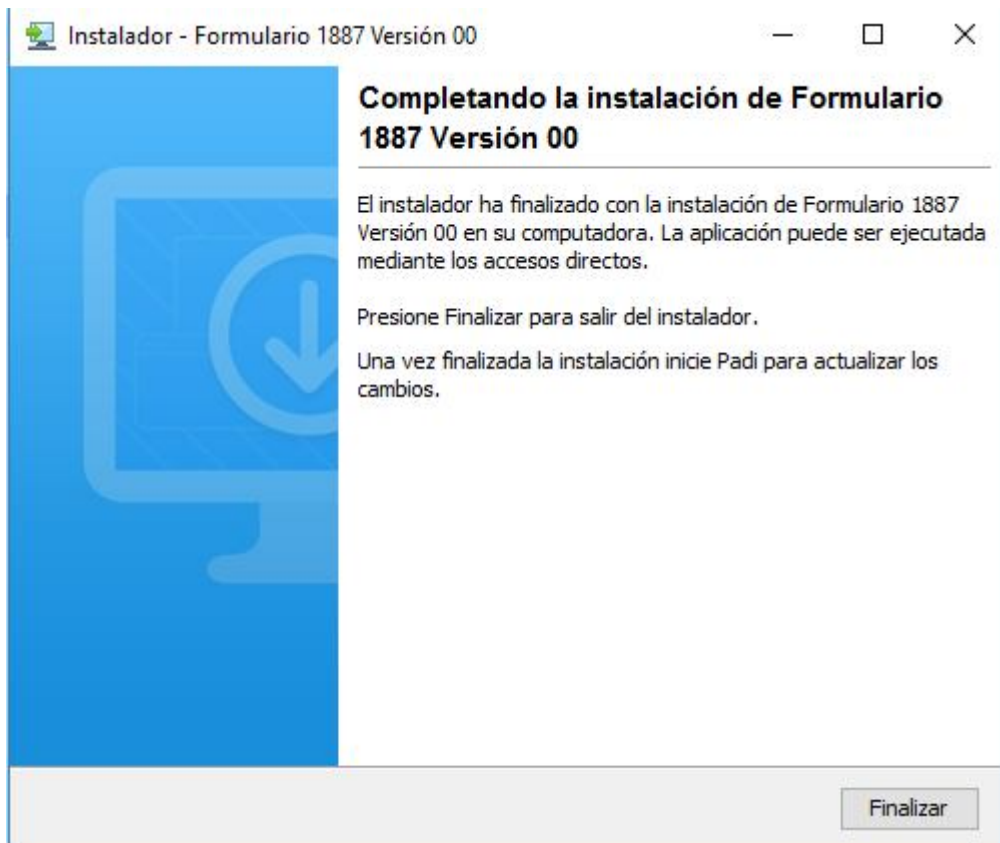 Instalador - Formulario 1887 Versión 00
Completando la instalación de Formulario
1887 Versión 00
El instalador ha finalizado con la instalación de Formulario 1887
Versión 00 en su computadora. La aplicación puede ser ejecutada
mediante los accesos directos.
Presione Finalizar para salir del instalador.
Una vez finalizada la instalación inicie Padi para actualizar los
cambios.
Finalizar